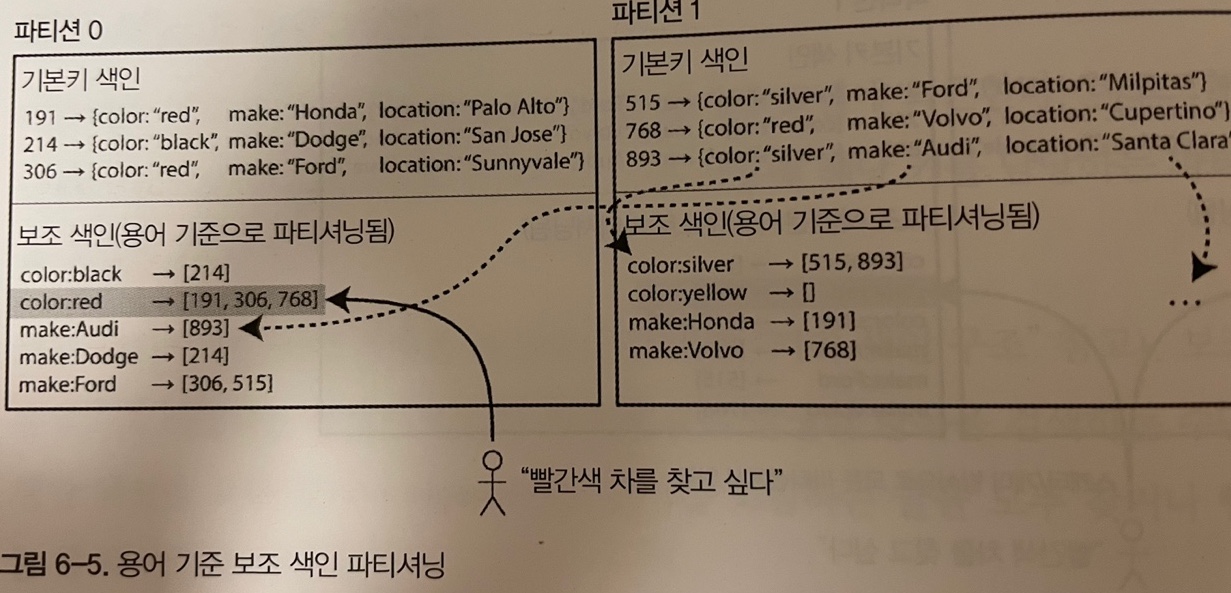 파티션 0
기본키 색인
191 → {color: “red”, make: “Honda”, location: “Palo Alto”}
214 → {color: “black”, make: “Dodge”, location: “San Jose”}
306 → {color: “red”, make: “Ford”, location: “Sunnyvale”}
보조 색인(용어 기준으로 파티셔닝됨)
color:black → [214]
color:red → [191, 306, 768]
make:Audi → [893]
make:Dodge → [214]
make:Ford → [306, 515]
파티션 1
기본키 색인
515 → {color: “silver”, make: “Ford”, location: “Milpitas”}
768 → {color: “red”, make: “Volvo”, location: “Cupertino”}
893 → {color: “silver”, make: “Audi”, location: “Santa Clara”
보조 색인(용어 기준으로 파티셔닝됨)
color:silver → [515, 893]
color:yellow → []
make:Honda → [191]
make:Volvo → [768]
...
“빨간색 차를 찾고 싶다”
그림 6-5. 용어 기준 보조 색인 파티셔닝